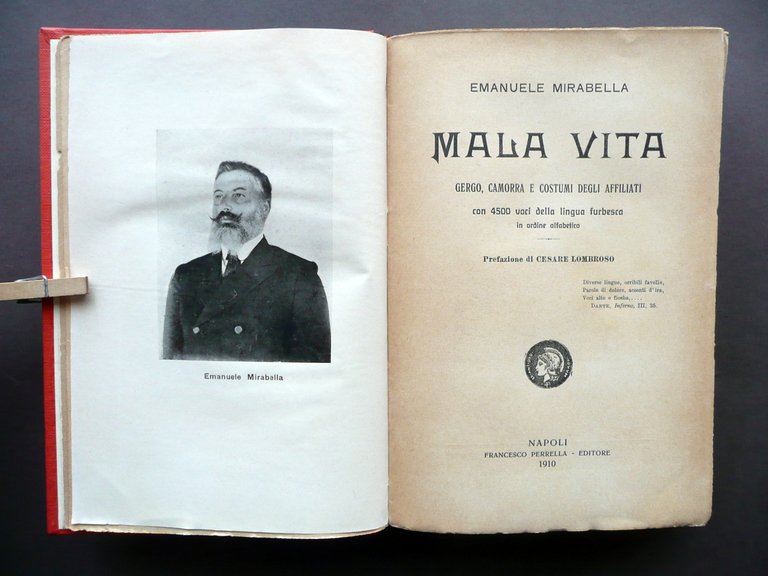 Emanuele Mirabella
EMANUELE MIRABELLA
MALA VITA
GERGO, CAMORRA E COSTUMI DEGLI AFFILIATI
con 4500 voci della lingua furbesca
in ordine alfabetico
Prefazione di CESARE LOMBROSO
Diverse lingue, orribili favelle,
Parole di dolore, accenti d'ira,
Voci alte e fioche,....
DANTE, Inferno, III, 25.
NAPOLI
FRANCESCO PERRELLA - EDITORE
1910